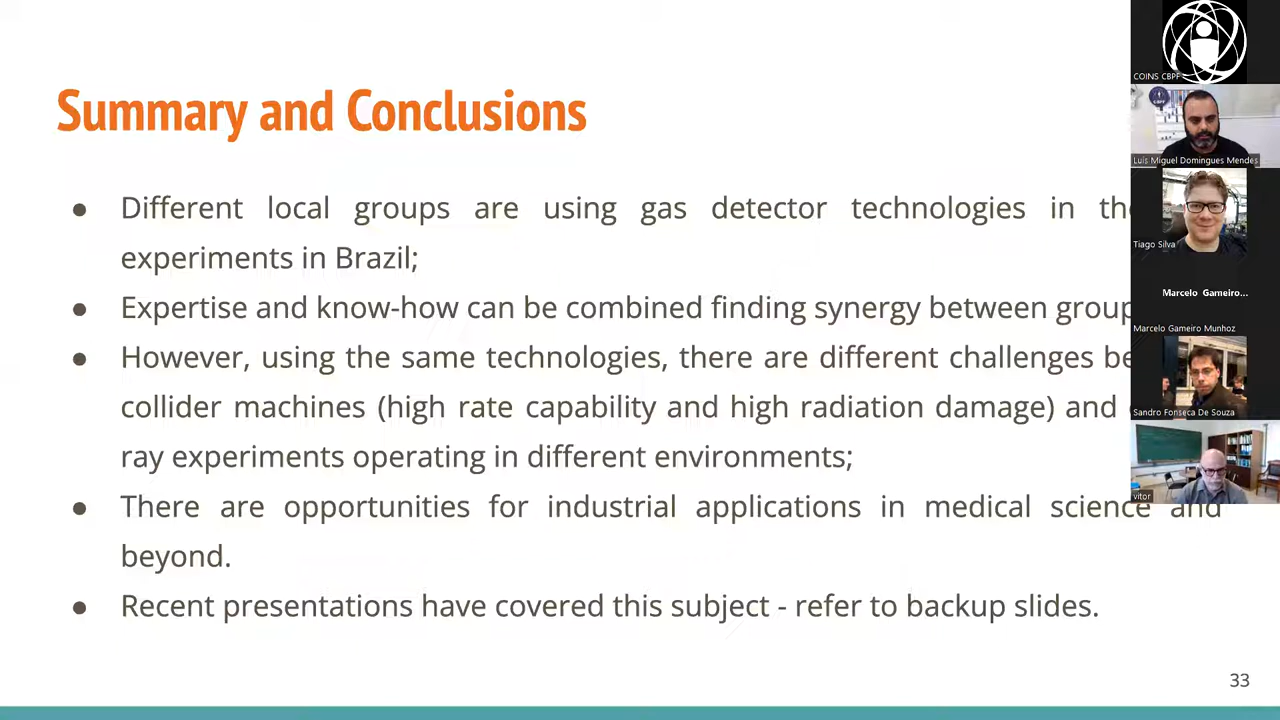 Summary and Conclusions
● Different local groups are using gas detector technologies in
experiments in Brazil;
● Expertise and know-how can be combined finding synergy between
● However, using the same technologies, there are different challenges
collider machines (high rate capability and high radiation damage) and
ray experiments operating in different environments;
● There are opportunities for industrial applications in medical science and
beyond.
● Recent presentations have covered this subject - refer to backup slides.
33
COINS CBPF
Luis Miguel Domingues Mendes
Tiago Silva
Marcelo Gameiro...
Marcelo Gameiro Munhoz
Sandro Fonseca De Souza
vitor